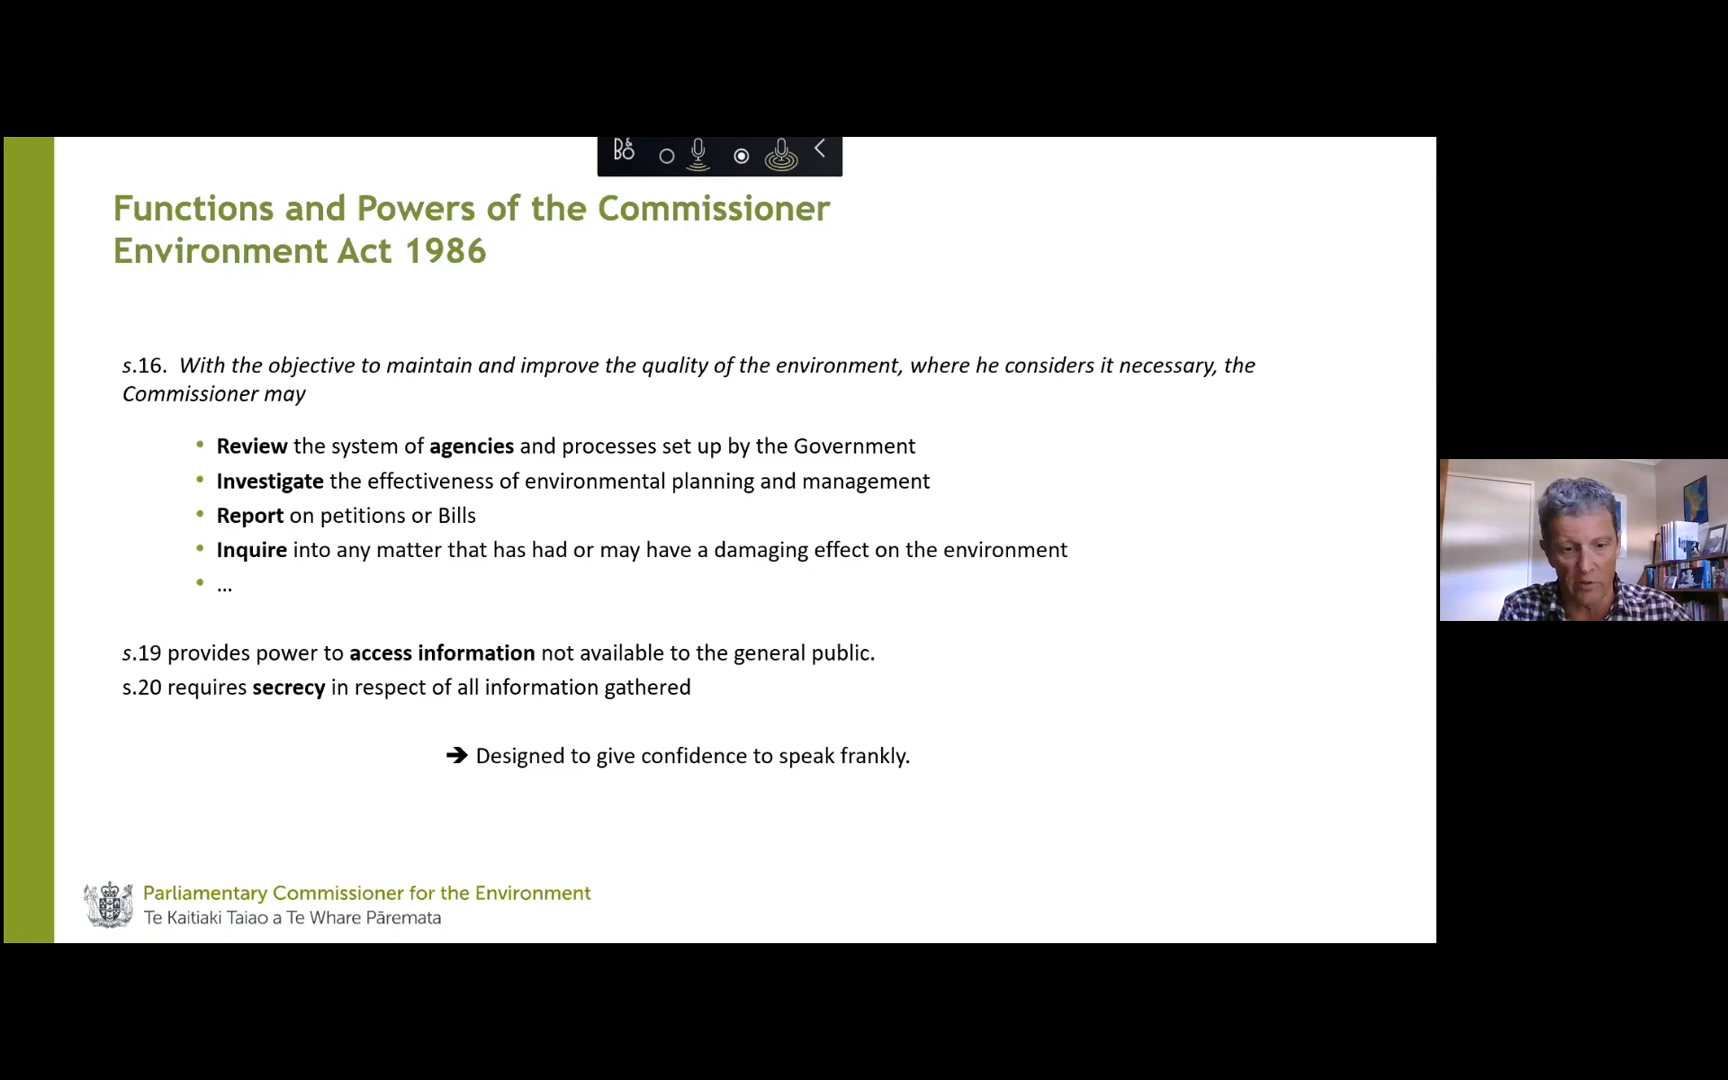 B&O
Functions and Powers of the Commissioner
Environment Act 1986
s.16. With the objective to maintain and improve the quality of the environment, where he considers it necessary, the
Commissioner may
• Review the system of agencies and processes set up by the Government
• Investigate the effectiveness of environmental planning and management
• Report on petitions or Bills
• Inquire into any matter that has had or may have a damaging effect on the environment
• ...
s.19 provides power to access information not available to the general public.
s.20 requires secrecy in respect of all information gathered
➔ Designed to give confidence to speak frankly.
Parliamentary Commissioner for the Environment
Te Kaitiaki Taiao a Te Whare Pāremata